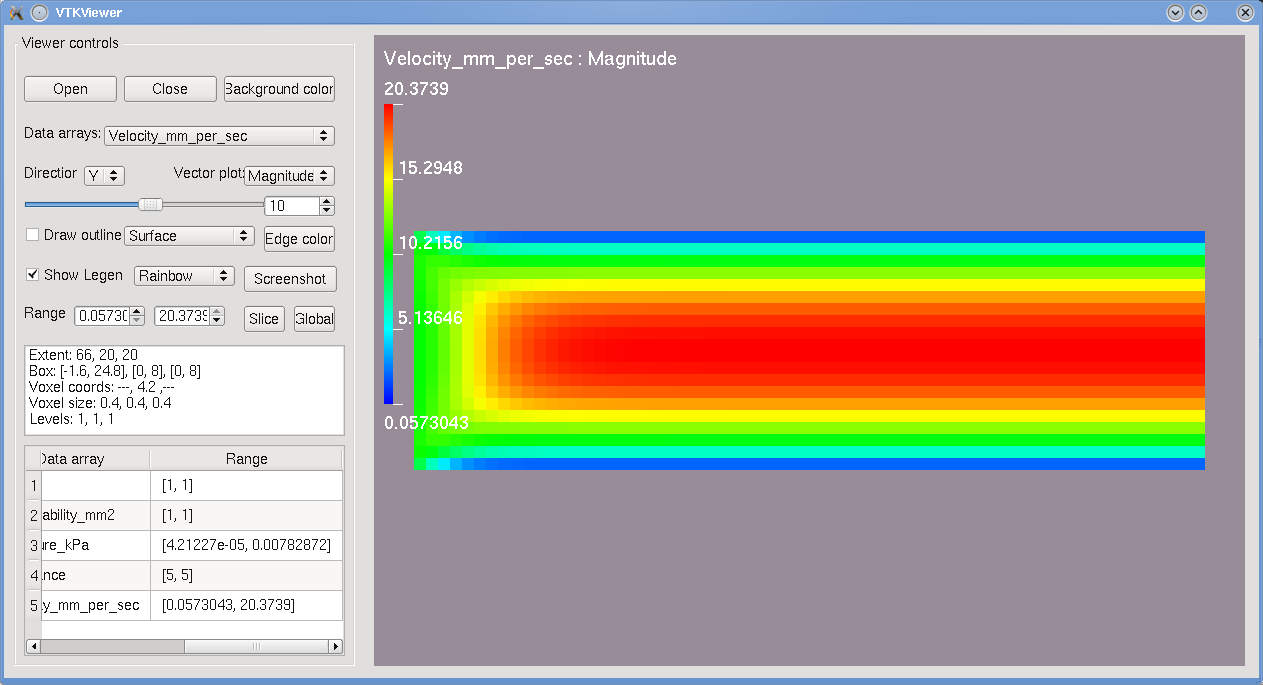 VTKViewer
Viewer controls
Open Close Background color
Data arrays: Velocity_mm_per_sec
Direction Y Vector plot: Magnitude
10
Draw outline Surface Edge color
Show Legen Rainbow Screenshot
Range 0.0573 20.739 Slice Global
Extent: 66, 20, 20
Box: [-1.6, 24.8], [0, 8], [0, 8]
Voxel coords: ---, 4.2 ,---
Voxel size: 0.4, 0.4, 0.4
Levels: 1, 1, 1
Data array Range
1 [1, 1]
2 ability_mm2 [1, 1]
3 ure_kPa [4.21227e-05, 0.00782872]
4 nce [5, 5]
5 y_mm_per_sec [0.0573043, 20.3739]
Velocity_mm_per_sec : Magnitude
20.3739
15.2948
10.2156
5.13646
0.0573043